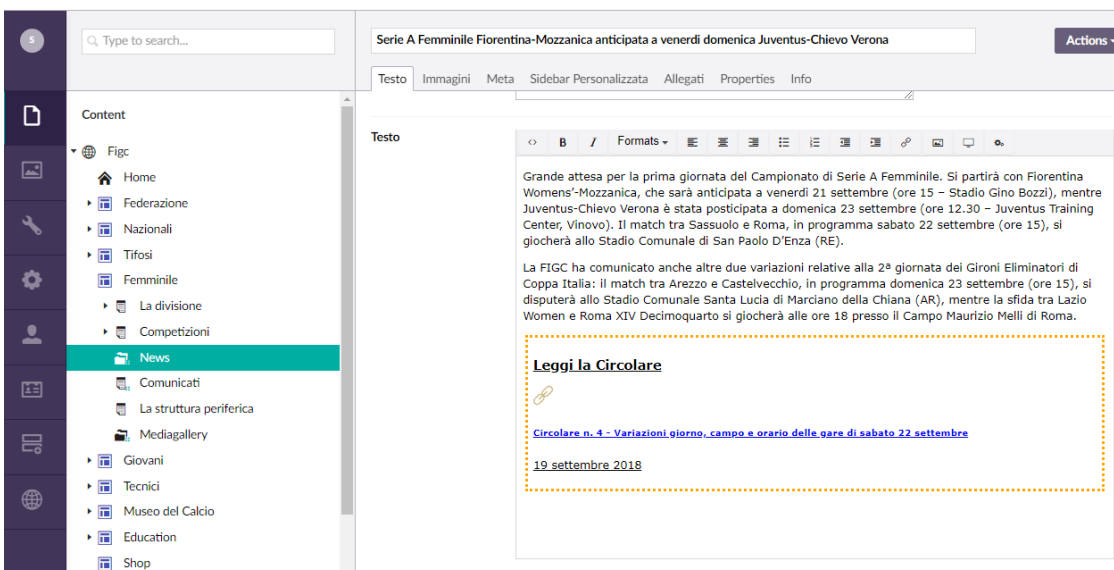 S
Type to search...
Serie A Femminile Fiorentina-Mozzanica anticipata a venerdi domenica Juventus-Chievo Verona
Actions
Testo Immagini Meta Sidebar Personalizzata Allegati Properties Info
Content
Figc
Home
Federazione
Nazionali
Tifosi
Femminile
La divisione
Competizioni
News
Comunicati
La struttura periferica
Mediagallery
Giovani
Tecnici
Museo del Calcio
Education
Shop
Testo
B I Formats
Grande attesa per la prima giornata del Campionato di Serie A Femminile. Si partirà con Fiorentina
Womens’-Mozzanica, che sarà anticipata a venerdì 21 settembre (ore 15 – Stadio Gino Bozzi), mentre
Juventus-Chievo Verona è stata posticipata a domenica 23 settembre (ore 12.30 – Juventus Training
Center, Vinovo). Il match tra Sassuolo e Roma, in programma sabato 22 settembre (ore 15), si
giocherà allo Stadio Comunale di San Paolo D’Enza (RE).
La FIGC ha comunicato anche altre due variazioni relative alla 2ª giornata dei Gironi Eliminatori di
Coppa Italia: il match tra Arezzo e Castelvecchio, in programma domenica 23 settembre (ore 15), si
disputerà allo Stadio Comunale Santa Lucia di Marciano della Chiana (AR), mentre la sfida tra Lazio
Women e Roma XIV Decimoquarto si giocherà alle ore 18 presso il Campo Maurizio Melli di Roma.
Leggi la Circolare
Circolare n. 4 - Variazioni giorno, campo e orario delle gare di sabato 22 settembre
19 settembre 2018